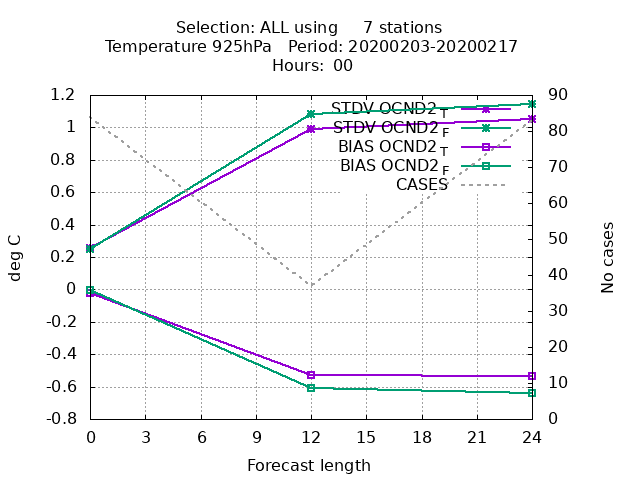 Selection: ALL using 7 stations
Temperature 925hPa Period: 20200203-20200217
Hours: 00
1.2
1
0.8
0.6
0.4
0.2
0
-0.2
-0.4
-0.6
-0.8
deg C
STDV OCND2_T
STDV OCND2_F
BIAS OCND2_T
BIAS OCND2_F
CASES
90
80
70
60
50
40
30
20
10
0
No cases
0 3 6 9 12 15 18 21 24
Forecast length